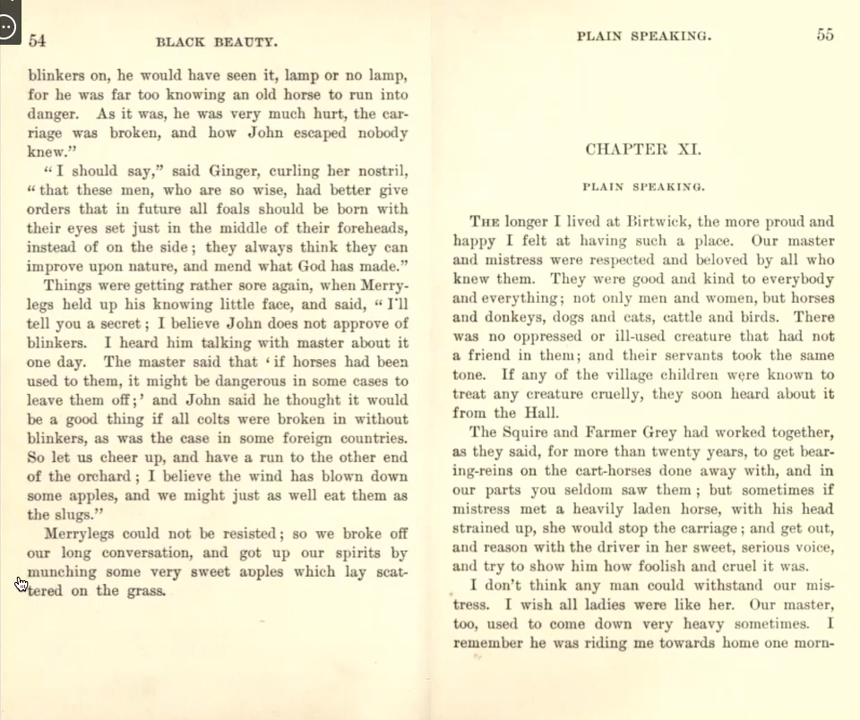 54
BLACK BEAUTY.
blinkers on, he would have seen it, lamp or no lamp,
for he was far too knowing an old horse to run into
danger. As it was, he was very much hurt, the car-
riage was broken, and how John escaped nobody
knew.”
“ I should say,” said Ginger, curling her nostril,
“ that these men, who are so wise, had better give
orders that in future all foals should be born with
their eyes set just in the middle of their foreheads,
instead of on the side ; they always think they can
improve upon nature, and mend what God has made.”
Things were getting rather sore again, when Merry-
legs held up his knowing little face, and said, “ I'll
tell you a secret ; I believe John does not approve of
blinkers. I heard him talking with master about it
one day. The master said that ‘ if horses had been
used to them, it might be dangerous in some cases to
leave them off ;’ and John said he thought it would
be a good thing if all colts were broken in without
blinkers, as was the case in some foreign countries.
So let us cheer up, and have a run to the other end
of the orchard ; I believe the wind has blown down
some apples, and we might just as well eat them as
the slugs.”
Merrylegs could not be resisted ; so we broke off
our long conversation, and got up our spirits by
munching some very sweet apples which lay scat-
tered on the grass.
PLAIN SPEAKING.
55
CHAPTER XI.
PLAIN SPEAKING.
THE longer I lived at Birtwick, the more proud and
happy I felt at having such a place. Our master
and mistress were respected and beloved by all who
knew them. They were good and kind to everybody
and everything ; not only men and women, but horses
and donkeys, dogs and cats, cattle and birds. There
was no oppressed or ill-used creature that had not
a friend in them ; and their servants took the same
tone. If any of the village children were known to
treat any creature cruelly, they soon heard about it
from the Hall.
The Squire and Farmer Grey had worked together,
as they said, for more than twenty years, to get bear-
ing-reins on the cart-horses done away with, and in
our parts you seldom saw them ; but sometimes if
mistress met a heavily laden horse, with his head
strained up, she would stop the carriage ; and get out,
and reason with the driver in her sweet, serious voice,
and try to show him how foolish and cruel it was.
I don't think any man could withstand our mis-
tress. I wish all ladies were like her. Our master,
too, used to come down very heavy sometimes. I
remember he was riding me towards home one morn-